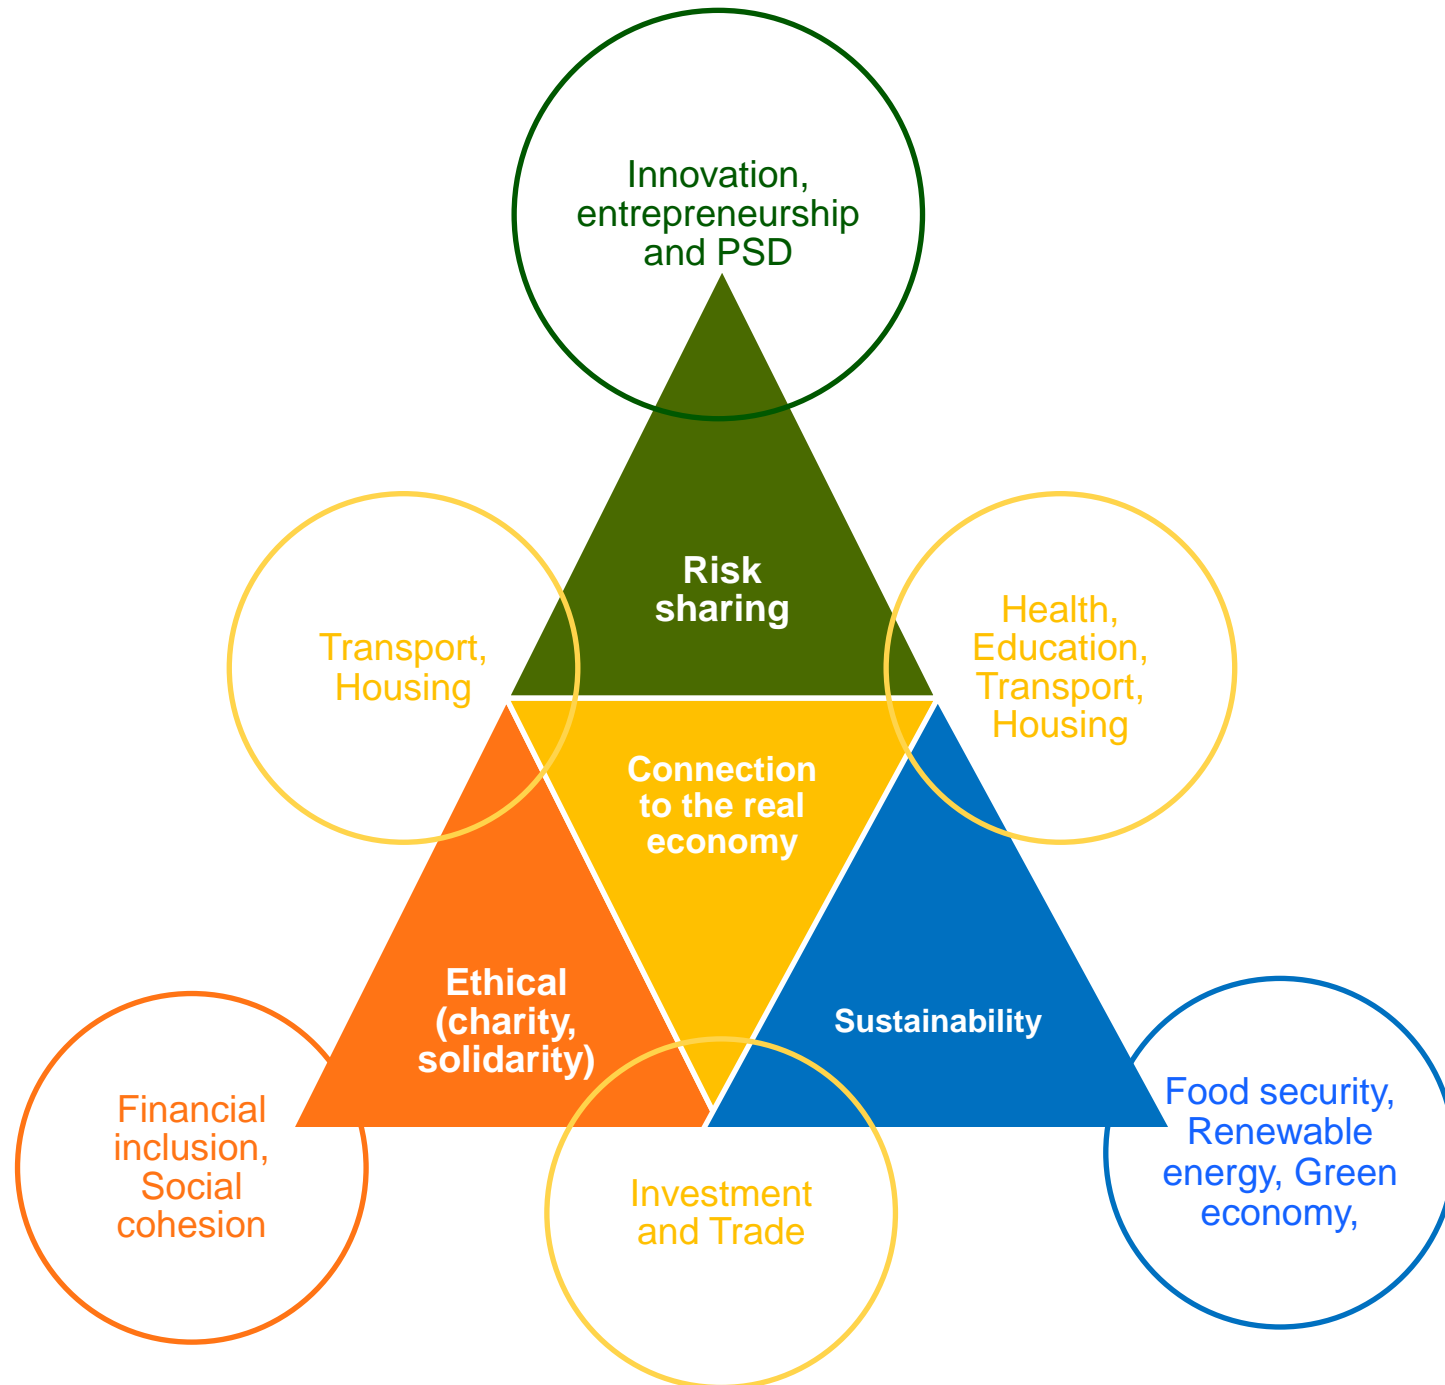 Innovation,
entrepreneurship
and PSD
Risk
sharing
Transport,
Housing
Health,
Education,
Transport,
Housing
Connection
to the real
economy
Ethical
(charity,
solidarity)
Sustainability
Financial
inclusion,
Social
cohesion
Investment
and Trade
Food security,
Renewable
energy, Green
economy,